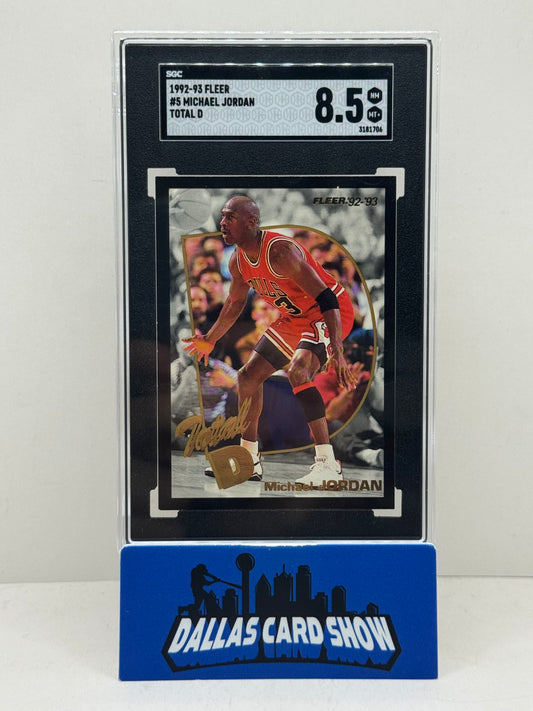 SGC
1992-93 FLEER
#5 MICHAEL JORDAN
TOTAL D
8.5
NM
MT+
3181706
FLEER '92-'93
BULLS
23
Total
D
Michael JORDAN
DALLAS CARD SHOW